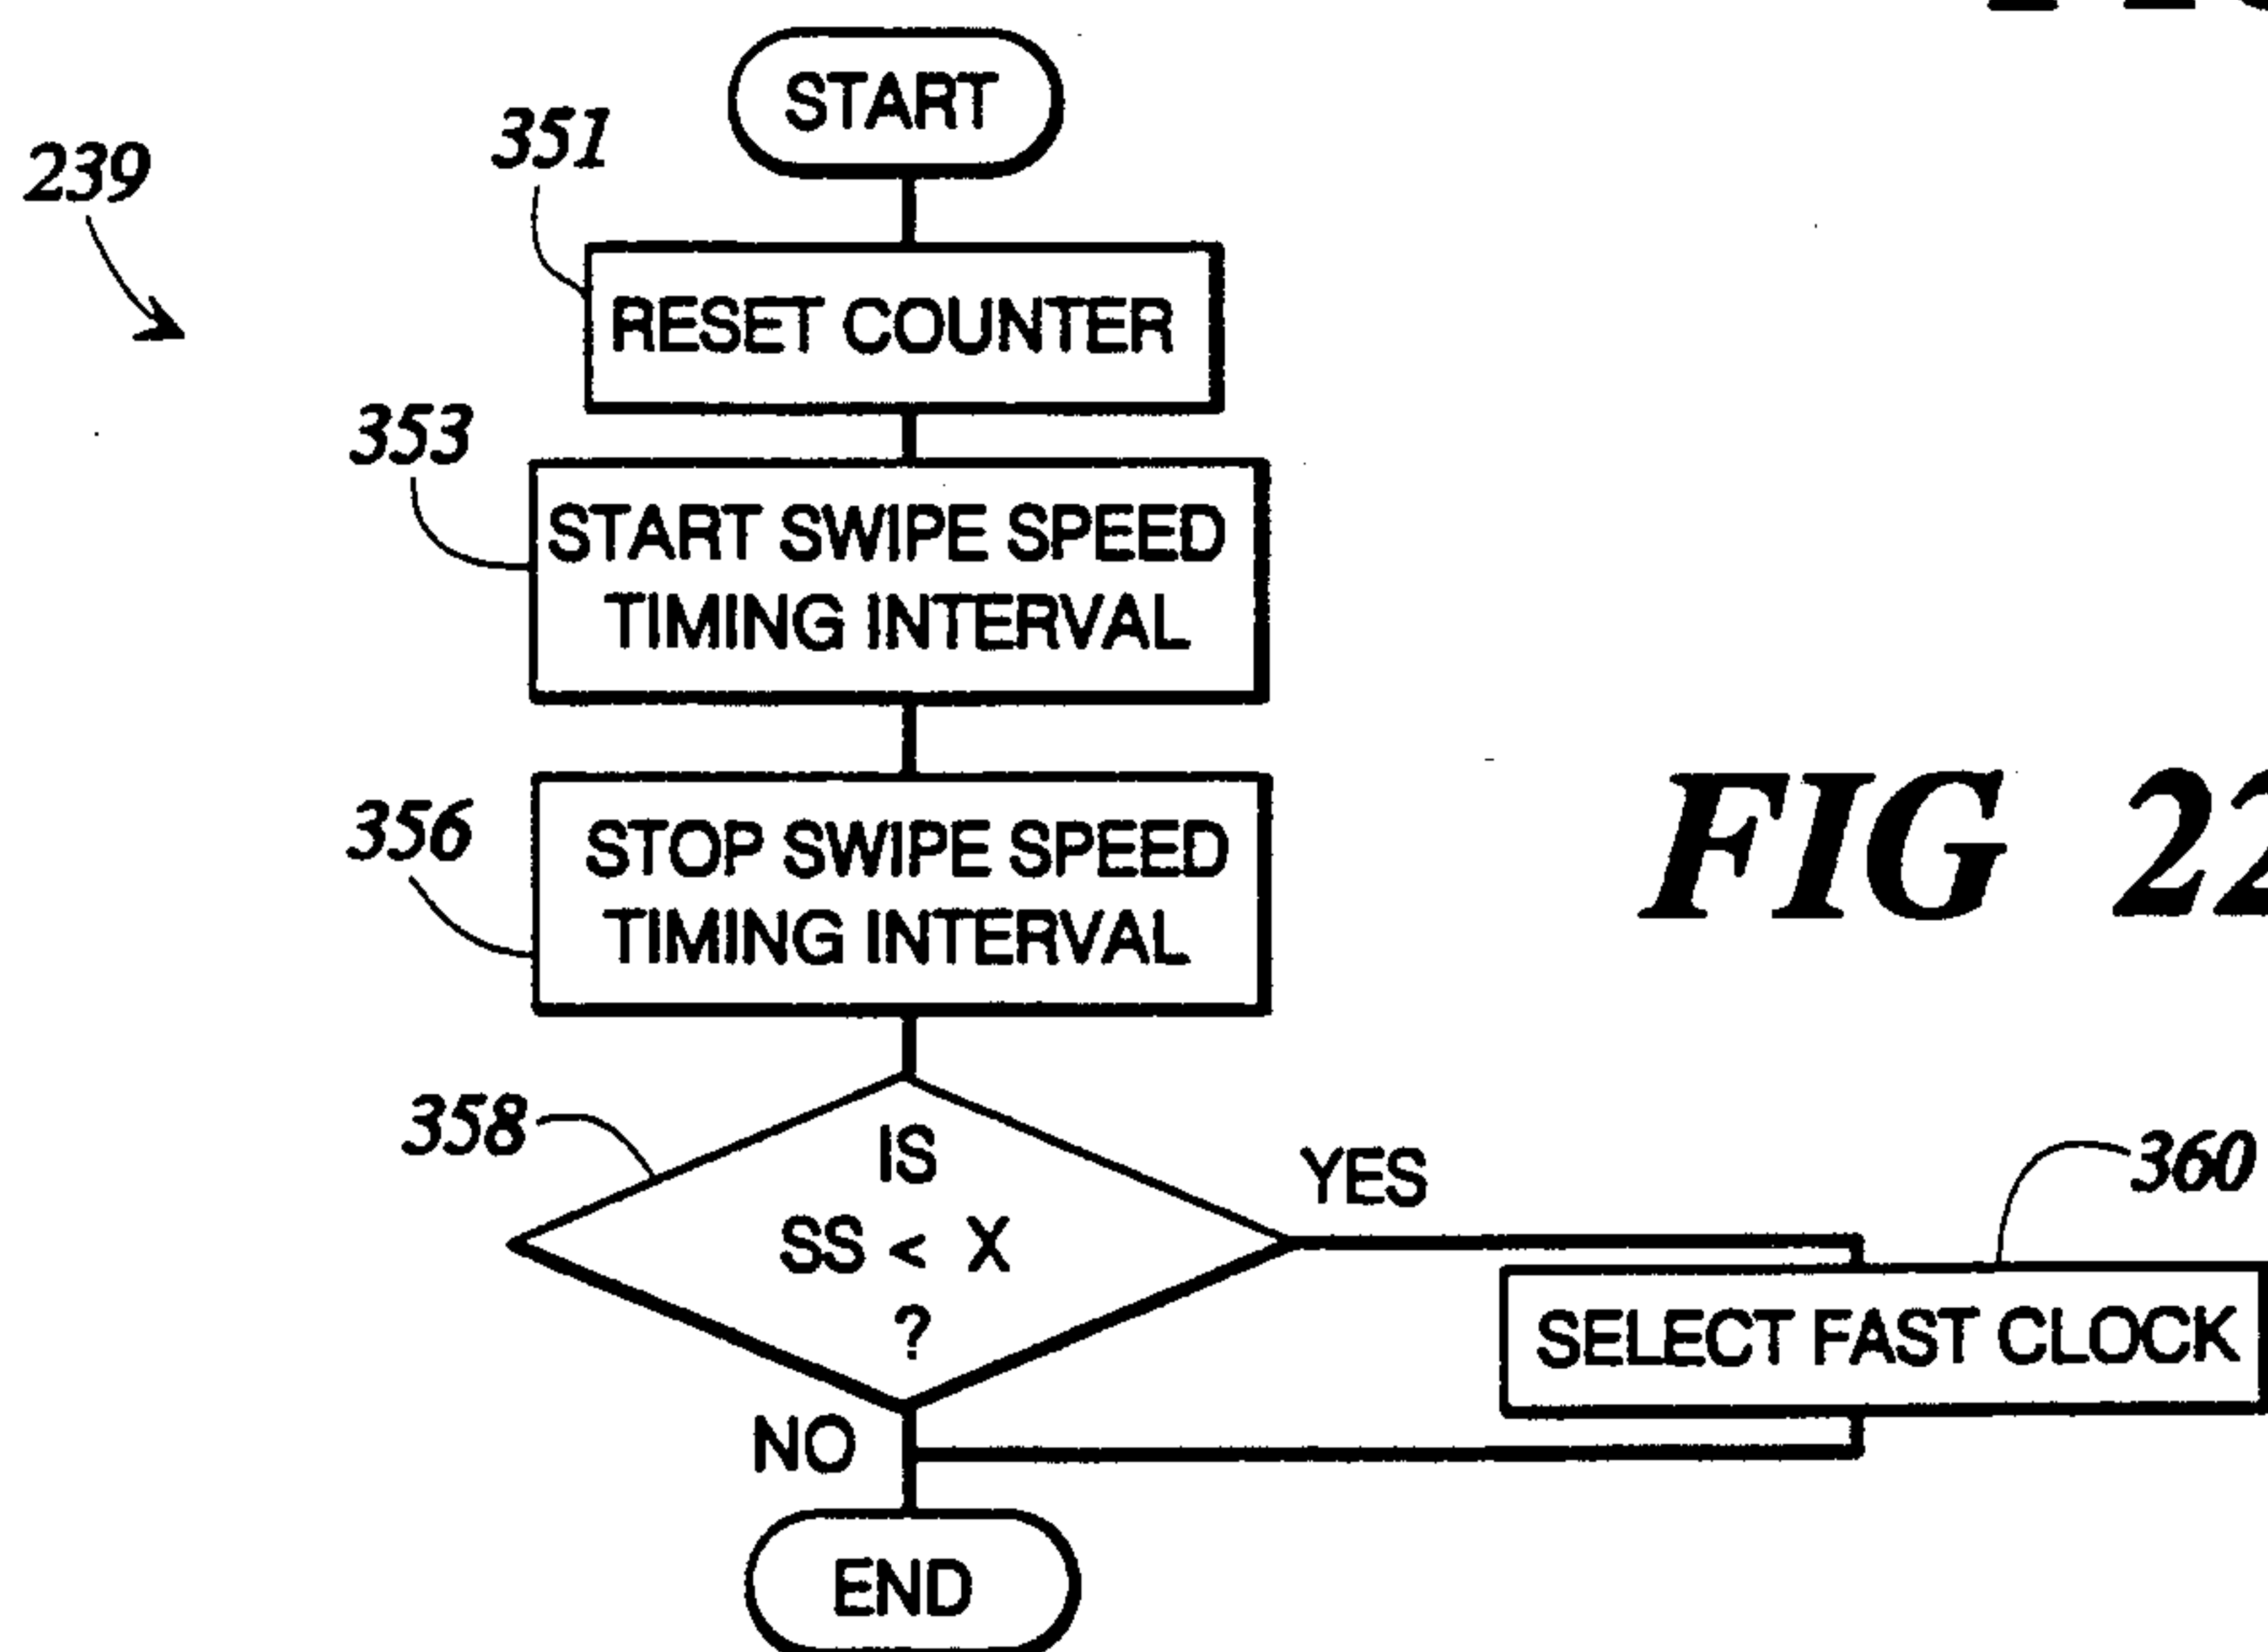 START
351
239
RESET COUNTER
353
START SWIPE SPEED
TIMING INTERVAL
356
STOP SWIPE SPEED
TIMING INTERVAL
FIG 22
358
IS
SS < X
?
YES
360
SELECT FAST CLOCK
NO
END